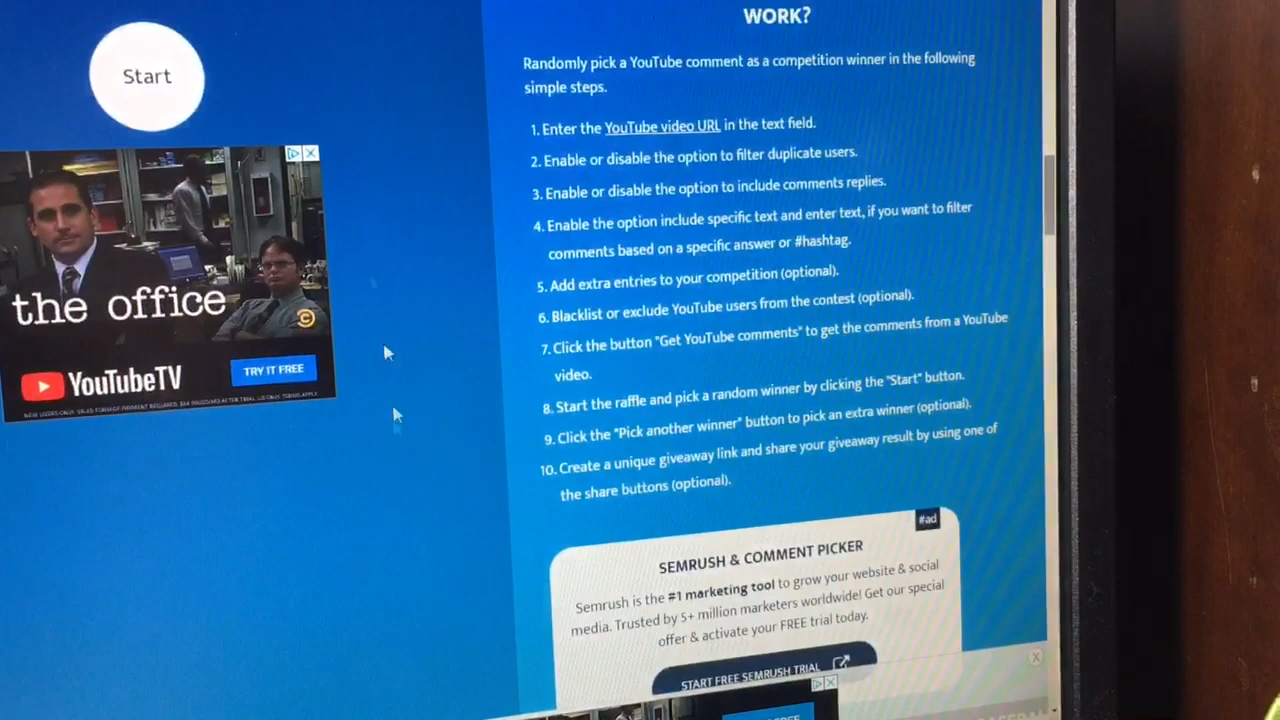 WORK?
Start
Randomly pick a YouTube comment as a competition winner in the following
simple steps.
1. Enter the YouTube video URL in the text field.
2. Enable or disable the option to filter duplicate users.
3. Enable or disable the option to include comments replies.
4. Enable the option include specific text and enter text, if you want to filter
comments based on a specific answer or #hashtag.
5. Add extra entries to your competition (optional).
6. Blacklist or exclude YouTube users from the contest (optional).
7. Click the button "Get YouTube comments" to get the comments from a YouTube
video.
8. Start the raffle and pick a random winner by clicking the "Start" button.
9. Click the "Pick another winner" button to pick an extra winner (optional).
10. Create a unique giveaway link and share your giveaway result by using one of
the share buttons (optional).
the office
YouTubeTV
TRY IT FREE
#ad
SEMRUSH & COMMENT PICKER
Semrush is the #1 marketing tool to grow your website & social
media. Trusted by 5+ million marketers worldwide! Get our special
offer & activate your FREE trial today.
START FREE SEMRUSH TRIAL